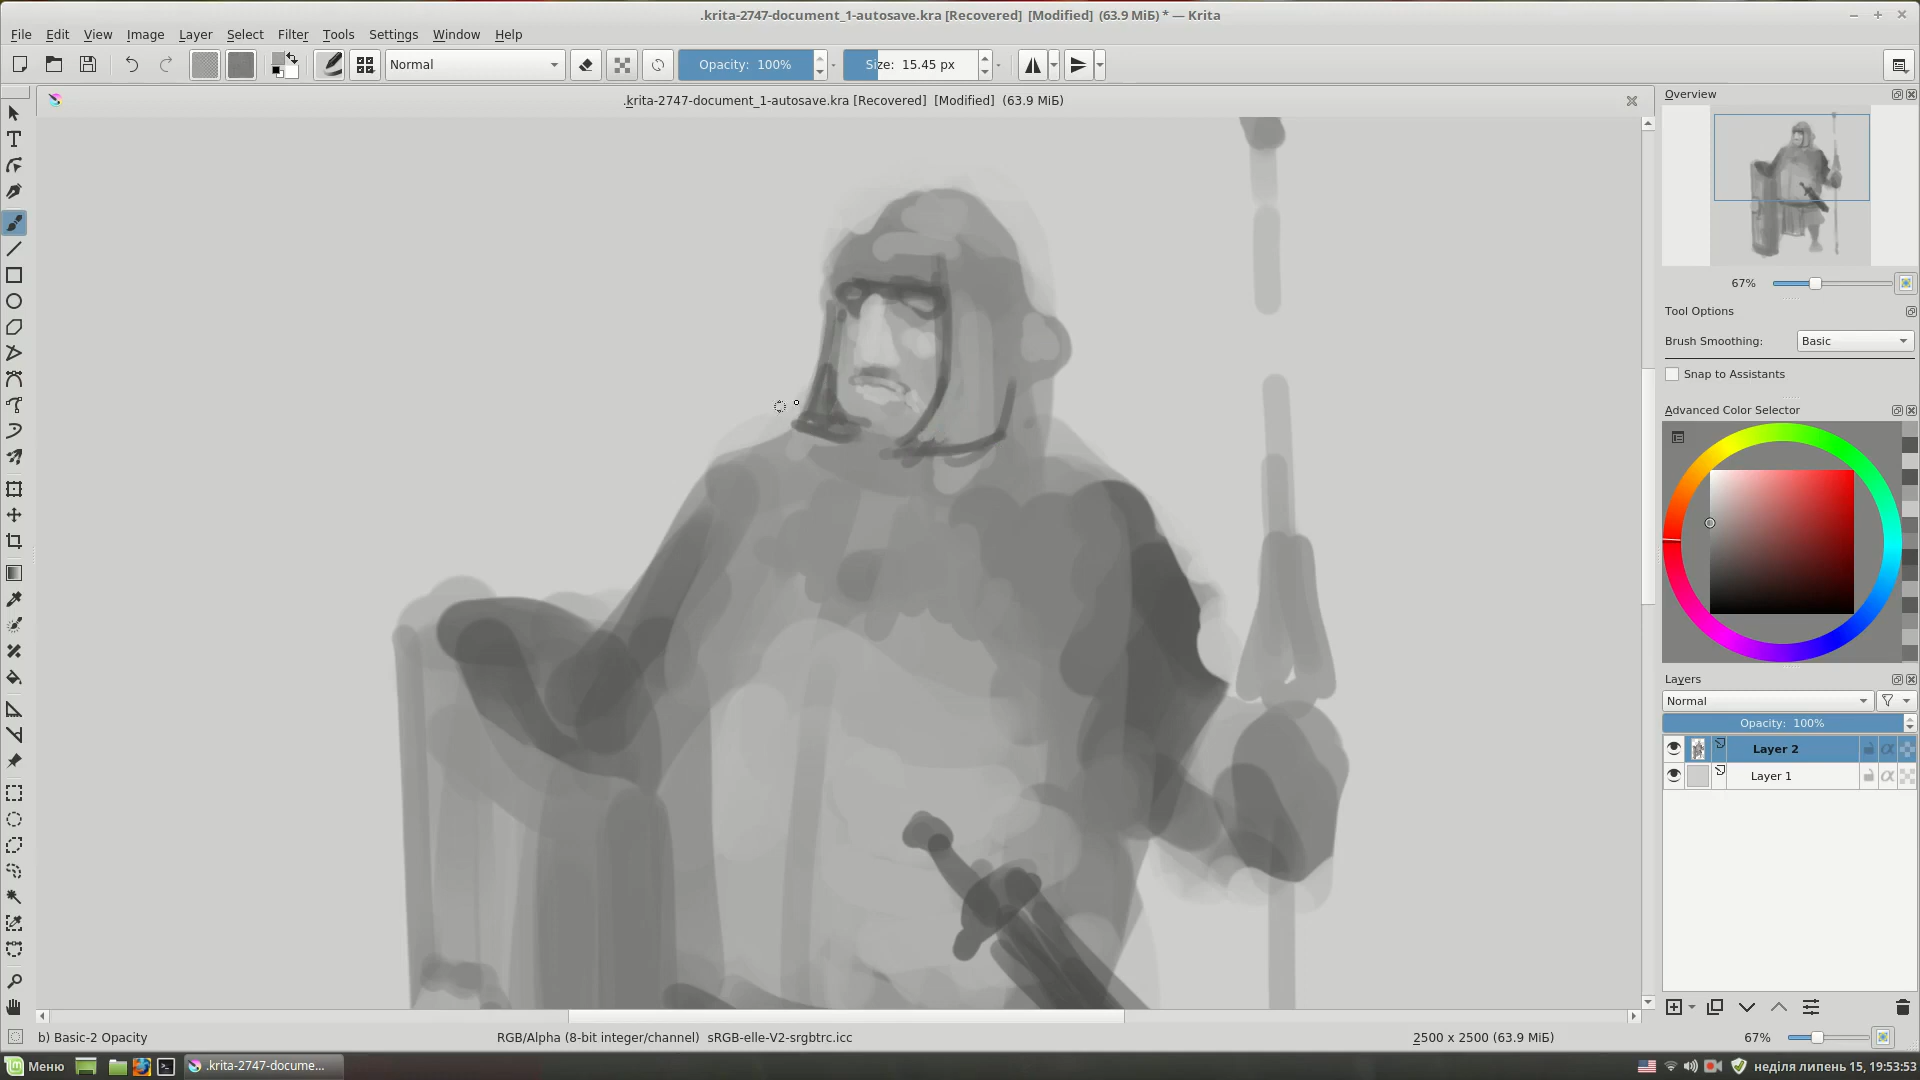 .krita-2747-document_1-autosave.kra [Recovered] [Modified] (63.9 МіБ) * — Krita
File Edit View Image Layer Select Filter Tools Settings Window Help
Normal Opacity: 100% Size: 15.45 px
.krita-2747-document_1-autosave.kra [Recovered] [Modified] (63.9 МіБ)
Overview
67%
Tool Options
Brush Smoothing: Basic
Snap to Assistants
Advanced Color Selector
Layers
Normal
Opacity: 100%
Layer 2
Layer 1
b) Basic-2 Opacity RGB/Alpha (8-bit integer/channel) sRGB-elle-V2-srgbtrc.icc 2500 x 2500 (63.9 МіБ) 67%
Меню .krita-2747-docume... неділя липень 15, 19:53:53